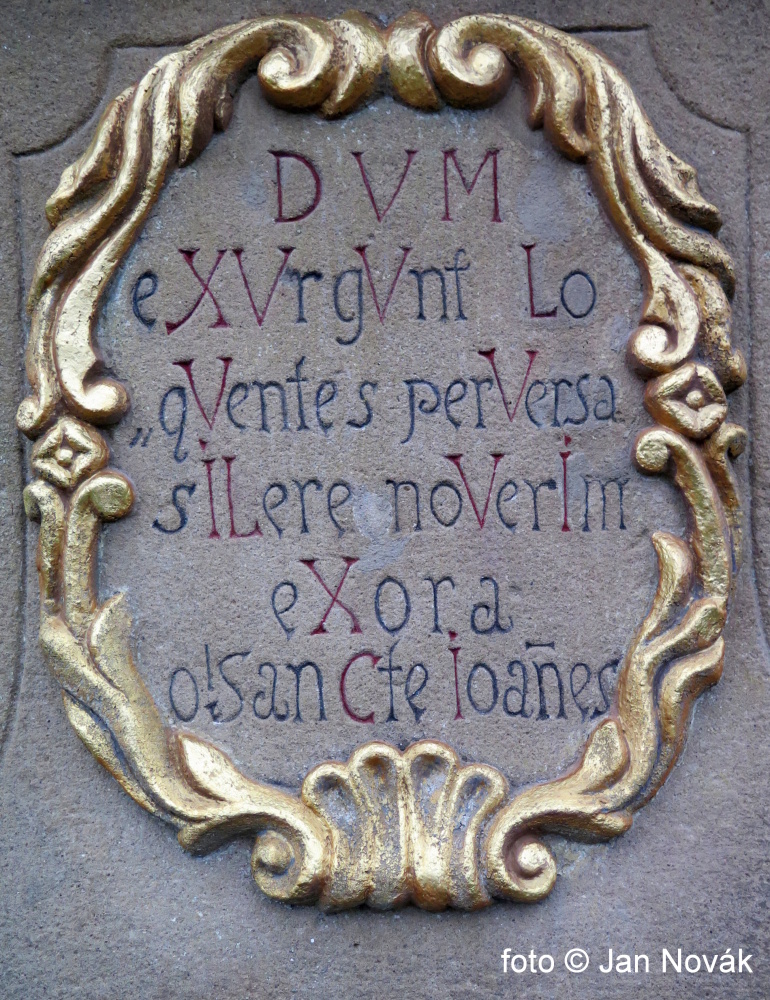 DVM
eXVrgVnt Lo
„qVentes perVersa
siLere noVerim
eXora
o! SanCte ioañes
foto © Jan Novák